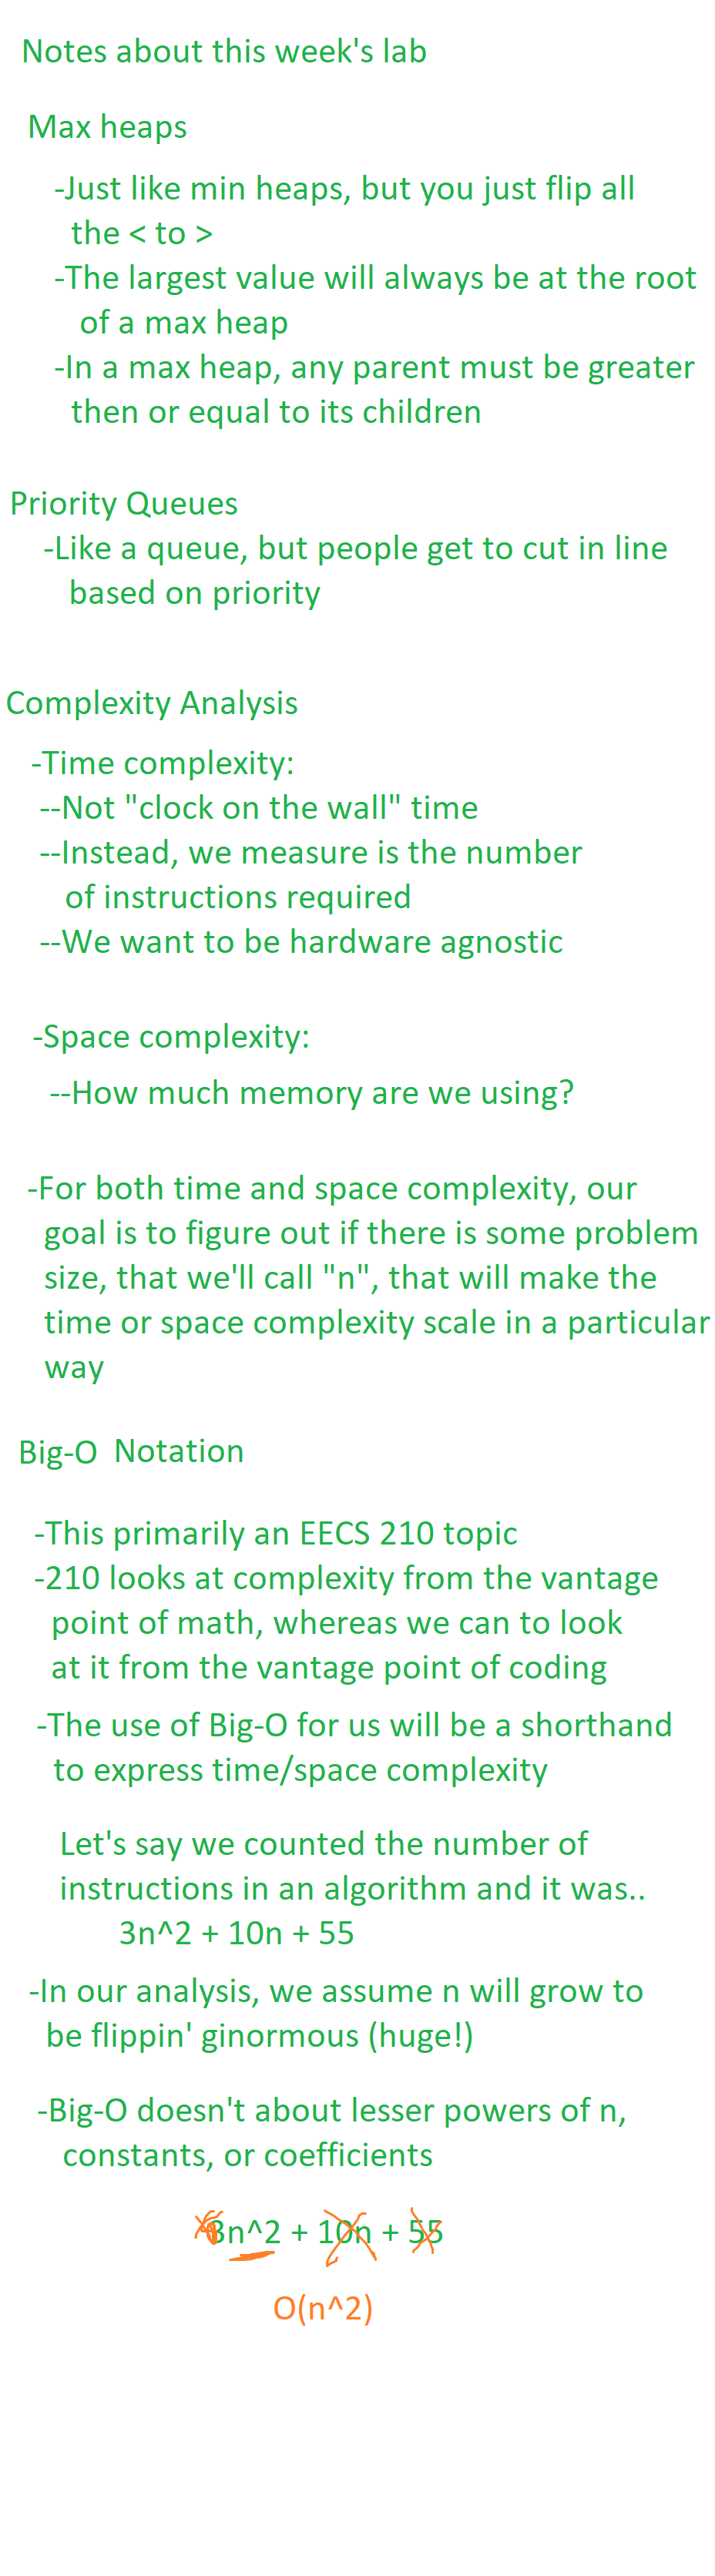 Notes about this week's lab
Max heaps
-Just like min heaps, but you just flip all
the < to >
-The largest value will always be at the root
of a max heap
-In a max heap, any parent must be greater
then or equal to its children
Priority Queues
-Like a queue, but people get to cut in line
based on priority
Complexity Analysis
-Time complexity:
--Not "clock on the wall" time
--Instead, we measure is the number
of instructions required
--We want to be hardware agnostic
-Space complexity:
--How much memory are we using?
-For both time and space complexity, our
goal is to figure out if there is some problem
size, that we'll call "n", that will make the
time or space complexity scale in a particular
way
Big-O Notation
-This primarily an EECS 210 topic
-210 looks at complexity from the vantage
point of math, whereas we can to look
at it from the vantage point of coding
-The use of Big-O for us will be a shorthand
to express time/space complexity
Let's say we counted the number of
instructions in an algorithm and it was..
3n^2 + 10n + 55
-In our analysis, we assume n will grow to
be flippin' ginormous (huge!)
-Big-O doesn't about lesser powers of n,
constants, or coefficients
3n^2 + 10n + 55
O(n^2)